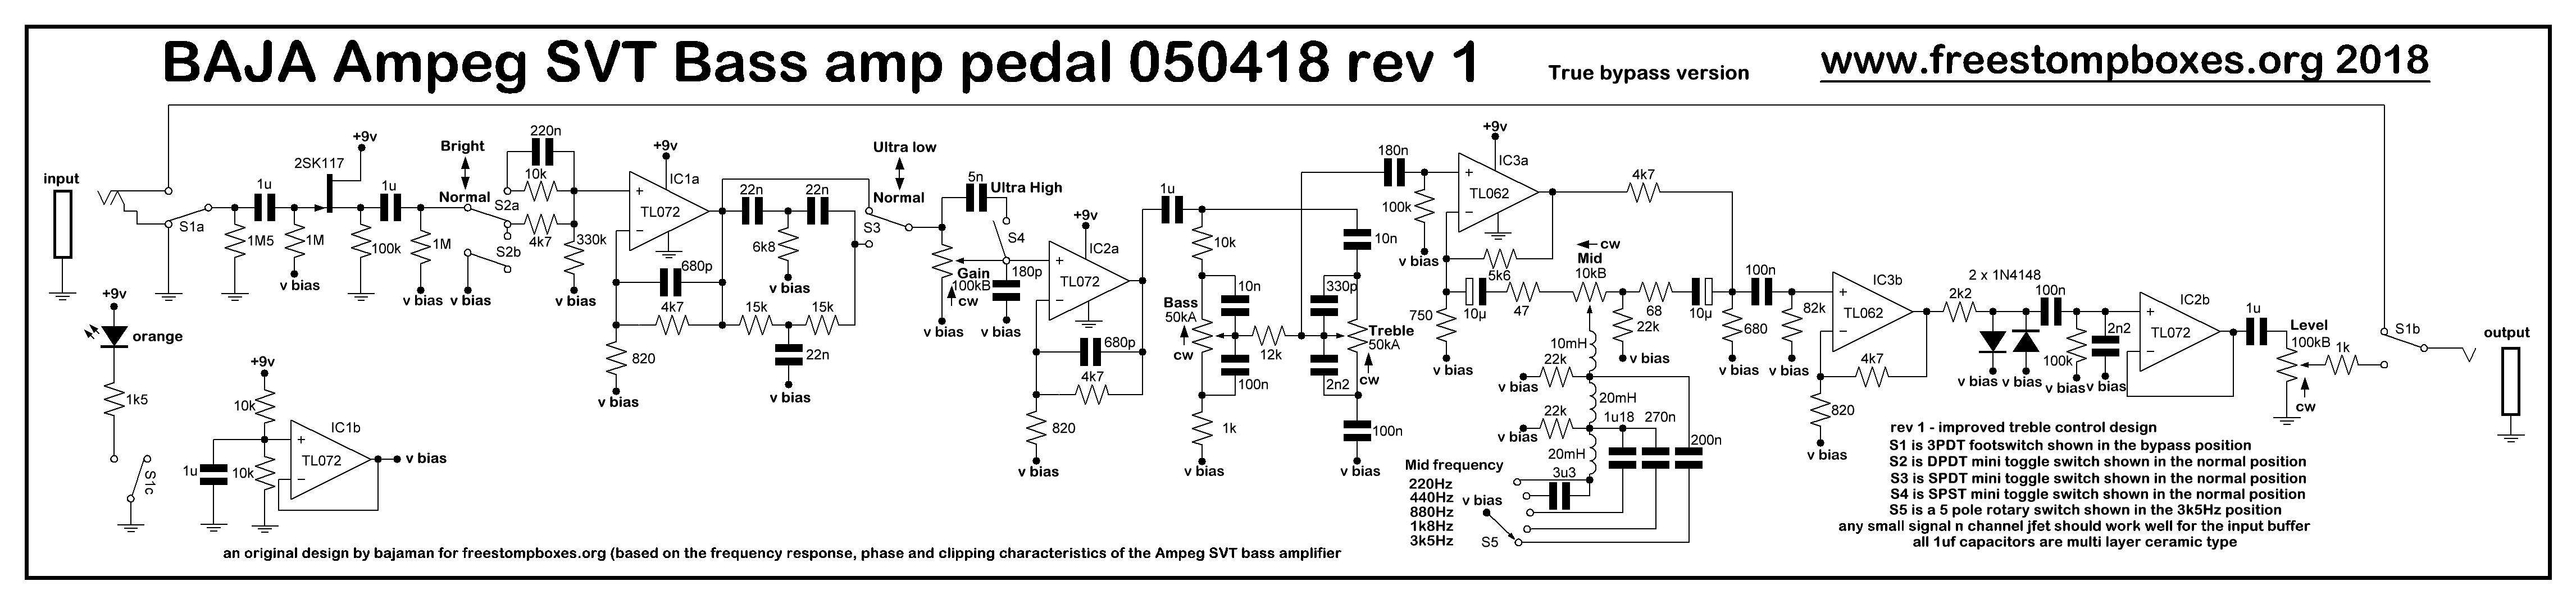 BAJA Ampeg SVT Bass amp pedal 050418 rev 1
True bypass version
www.freestompboxes.org 2018
input
S1a
1M5
1u
1M
v bias
2SK117
+9v
100k
1u
1M
v bias
Bright
Normal
S2a
S2b
v bias
220n
10k
4k7
330k
v bias
+9v
IC1a
TL072
+
−
680p
4k7
820
v bias
22n
22n
6k8
v bias
15k
15k
22n
v bias
Ultra low
Normal
S3
5n
Ultra High
S4
Gain
100kB
cw
v bias
180p
v bias
+9v
IC2a
TL072
+
−
680p
4k7
820
v bias
1u
10k
10n
Bass
50kA
cw
100n
1k
v bias
12k
10n
330p
Treble
50kA
cw
2n2
100n
v bias
180n
100k
v bias
+9v
IC3a
TL062
+
−
5k6
750
v bias
10µ
47
cw
Mid
10kB
68
10µ
22k
v bias
4k7
10mH
22k
v bias
20mH
22k
v bias
20mH
1u18
270n
200n
3u3
Mid frequency
220Hz
440Hz
880Hz
1k8Hz
3k5Hz
v bias
S5
680
v bias
100n
82k
v bias
IC3b
TL062
+
−
4k7
820
v bias
2k2
2 x 1N4148
v bias
v bias
100n
100k
v bias
2n2
v bias
IC2b
TL072
+
−
1u
Level
100kB
cw
1k
S1b
output
+9v
orange
1k5
S1c
+9v
10k
1u
10k
IC1b
TL072
+
−
v bias
rev 1 - improved treble control design
S1 is 3PDT footswitch shown in the bypass position
S2 is DPDT mini toggle switch shown in the normal position
S3 is SPDT mini toggle switch shown in the normal position
S4 is SPST mini toggle switch shown in the normal position
S5 is a 5 pole rotary switch shown in the 3k5Hz position
any small signal n channel jfet should work well for the input buffer
all 1uf capacitors are multi layer ceramic type
an original design by bajaman for freestompboxes.org (based on the frequency response, phase and clipping characteristics of the Ampeg SVT bass amplifier